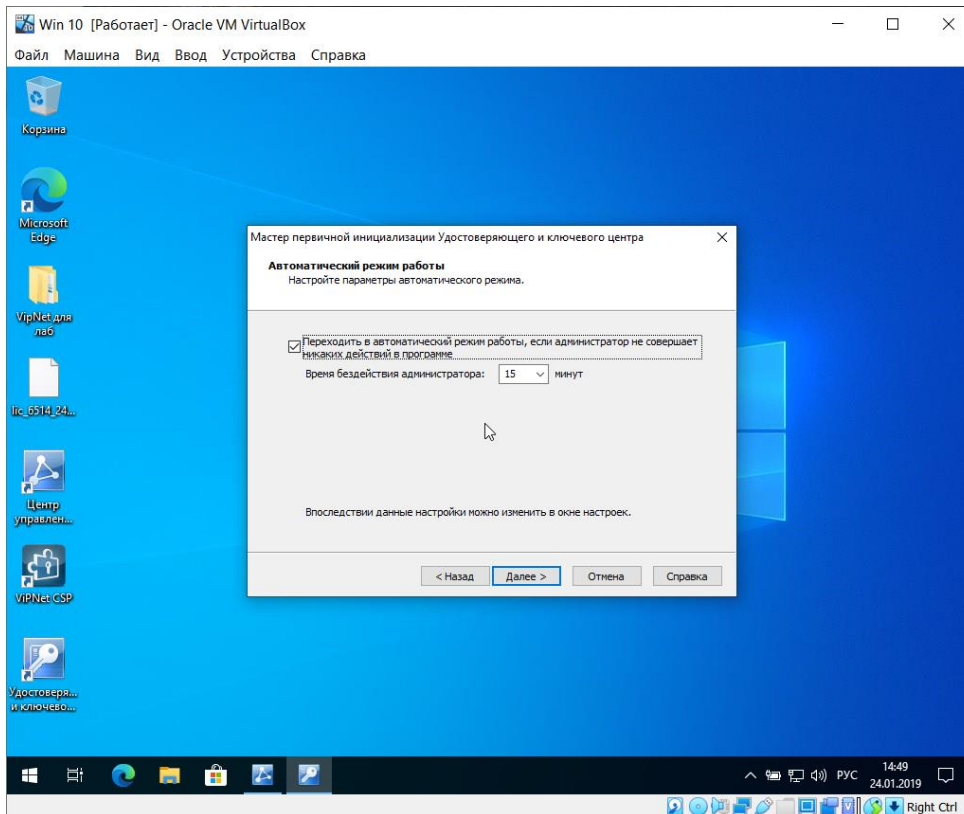 Win 10 [Работает] - Oracle VM VirtualBox
Файл Машина Вид Ввод Устройства Справка
Корзина
Microsoft
Edge
VipNet для
лаб
lic_6514_24...
Центр
управлен...
ViPNet CSP
Удостоверя...
и ключево...
Мастер первичной инициализации Удостоверяющего и ключевого центра
Автоматический режим работы
Настройте параметры автоматического режима.
Переходить в автоматический режим работы, если администратор не совершает
никаких действий в программе
Время бездействия администратора: 15 минут
Впоследствии данные настройки можно изменить в окне настроек.
< Назад Далее > Отмена Справка
РУС 14:49
24.01.2019
Right Ctrl